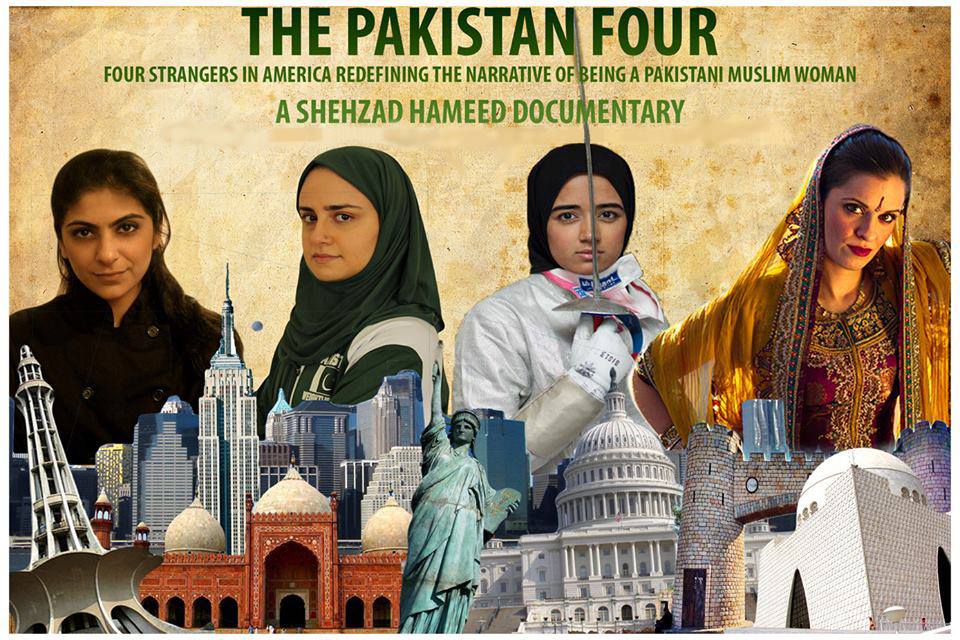 THE PAKISTAN FOUR
FOUR STRANGERS IN AMERICA REDEFINING THE NARRATIVE OF BEING A PAKISTANI MUSLIM WOMAN
A SHEHZAD HAMEED DOCUMENTARY